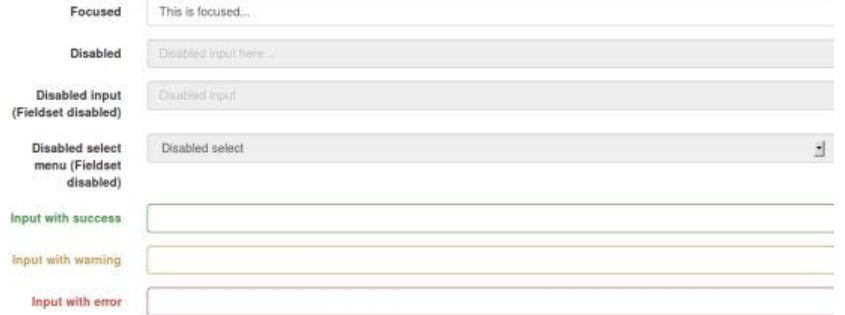 Focused
This is focused...
Disabled
Disabled input here...
Disabled input
(Fieldset disabled)
Disabled input
Disabled select
menu (Fieldset
disabled)
Disabled select
Input with success
Input with warning
Input with error